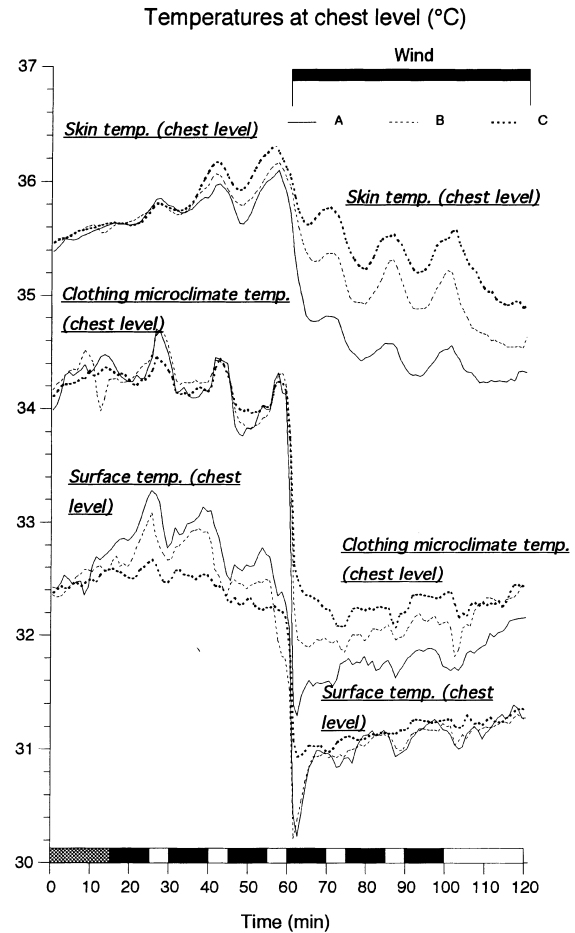 Temperatures at chest level (°C)
Wind
A B C
37
Skin temp. (chest level)
36
Skin temp. (chest level)
35
Clothing microclimate temp.
(chest level)
34
Surface temp. (chest
level)
33
Clothing microclimate temp.
(chest level)
32
Surface temp. (chest
level)
31
30
0 10 20 30 40 50 60 70 80 90 100 110 120
Time (min)